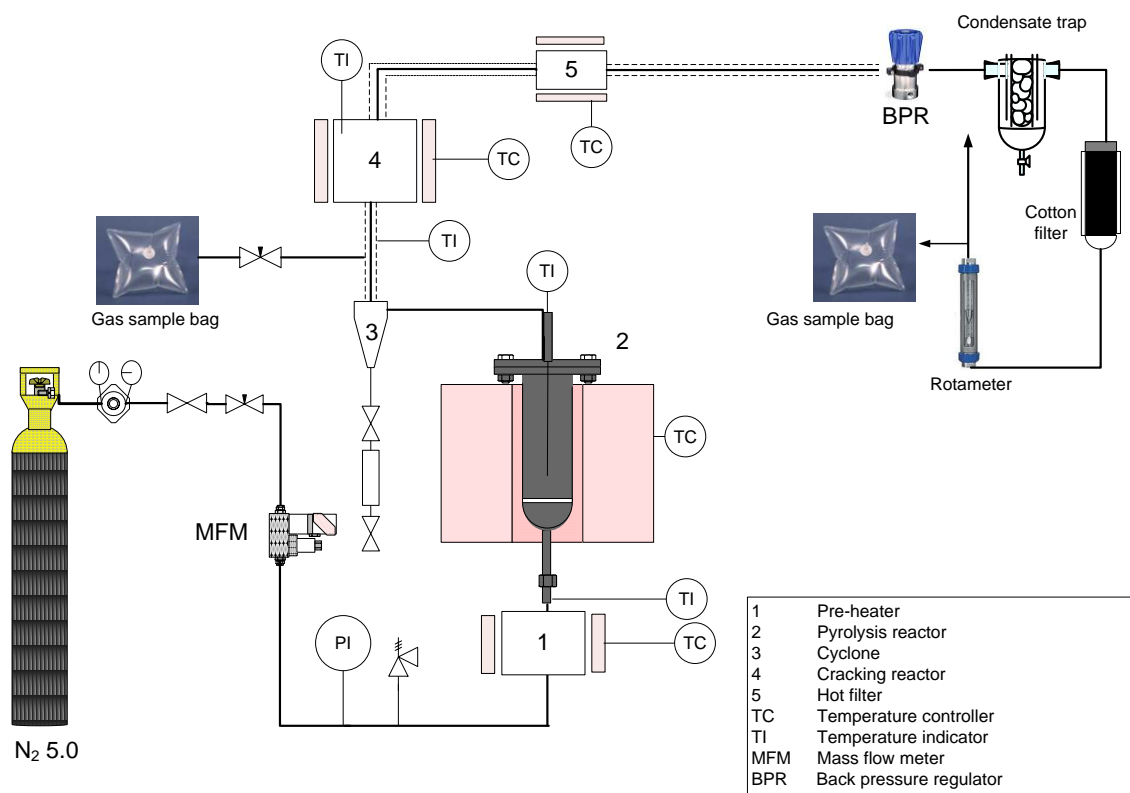 Condensate trap
TI
5
BPR
TC
4
TC
TI
Cotton
filter
Gas sample bag
TI
3
2
Gas sample bag
Rotameter
TC
MFM
TI
PI
1
TC
N₂ 5.0
1 Pre-heater
2 Pyrolysis reactor
3 Cyclone
4 Cracking reactor
5 Hot filter
TC Temperature controller
TI Temperature indicator
MFM Mass flow meter
BPR Back pressure regulator